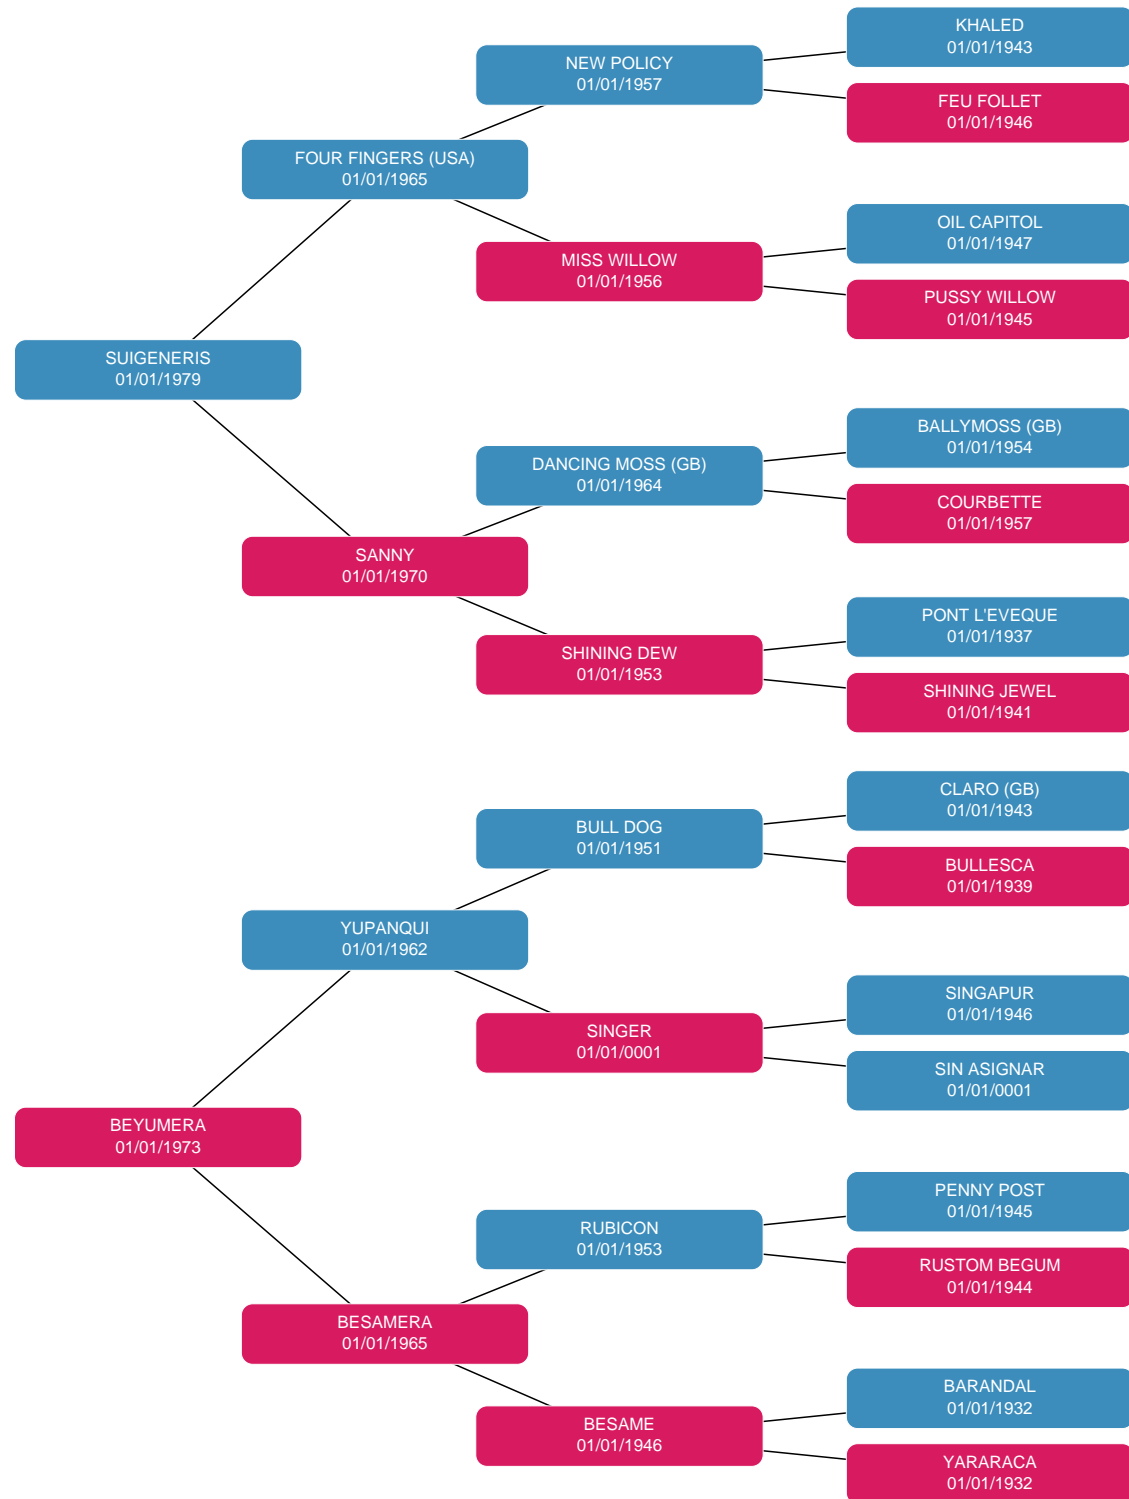 KHALED
01/01/1943
NEW POLICY
01/01/1957
FEU FOLLET
01/01/1946
FOUR FINGERS (USA)
01/01/1965
OIL CAPITOL
01/01/1947
MISS WILLOW
01/01/1956
PUSSY WILLOW
01/01/1945
SUIGENERIS
01/01/1979
BALLYMOSS (GB)
01/01/1954
DANCING MOSS (GB)
01/01/1964
COURBETTE
01/01/1957
SANNY
01/01/1970
PONT L'EVEQUE
01/01/1937
SHINING DEW
01/01/1953
SHINING JEWEL
01/01/1941
CLARO (GB)
01/01/1943
BULL DOG
01/01/1951
BULLESCA
01/01/1939
YUPANQUI
01/01/1962
SINGAPUR
01/01/1946
SINGER
01/01/0001
SIN ASIGNAR
01/01/0001
BEYUMERA
01/01/1973
PENNY POST
01/01/1945
RUBICON
01/01/1953
RUSTOM BEGUM
01/01/1944
BESAMERA
01/01/1965
BARANDAL
01/01/1932
BESAME
01/01/1946
YARARACA
01/01/1932